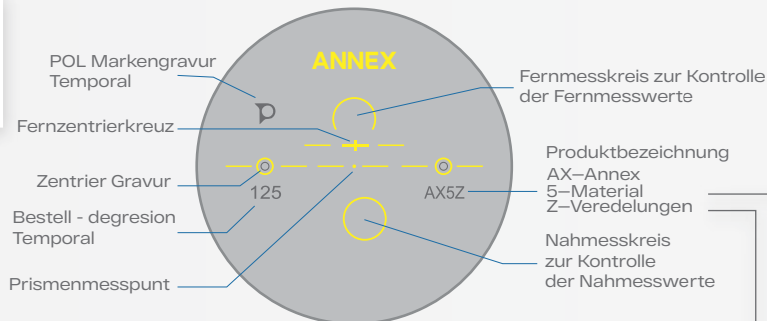 ANNEX
POL Markengravur
Temporal
Fernmesskreis zur Kontrolle
der Fernmesswerte
Fernzentrierkreuz
Zentrier Gravur
125
AX5Z
Produktbezeichnung
AX–Annex
5–Material
Z–Veredelungen
Bestell - degresion
Temporal
Nahmesskreis
zur Kontrolle
der Nahmesswerte
Prismenmesspunt